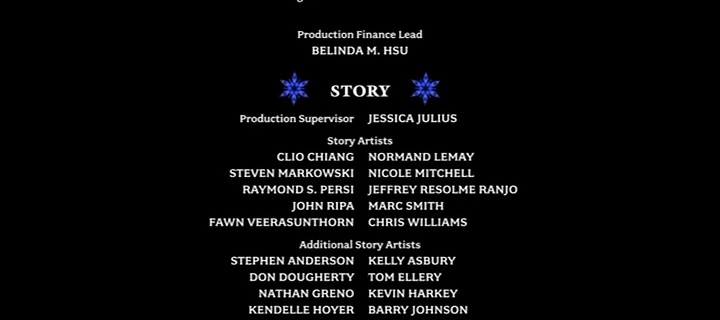 Production Finance Lead
BELINDA M. HSU
STORY
Production Supervisor JESSICA JULIUS
Story Artists
CLIO CHIANG NORMAND LEMAY
STEVEN MARKOWSKI NICOLE MITCHELL
RAYMOND S. PERSI JEFFREY RESOLME RANJO
JOHN RIPA MARC SMITH
FAWN VEERASUNTHORN CHRIS WILLIAMS
Additional Story Artists
STEPHEN ANDERSON KELLY ASBURY
DON DOUGHERTY TOM ELLERY
NATHAN GRENO KEVIN HARKEY
KENDELLE HOYER BARRY JOHNSON